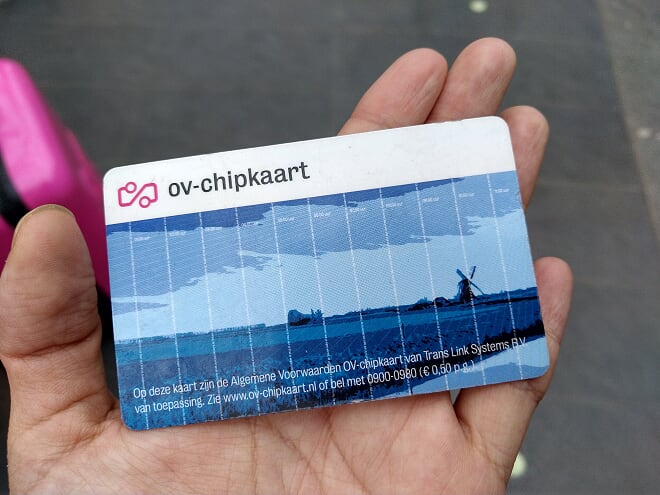 ov-chipkaart
Op deze kaart zijn de Algemene Voorwaarden OV-chipkaart van Trans Link Systems B.V.
van toepassing. Zie www.ov-chipkaart.nl of bel met 0900-0980 (€ 0,50 p.g.)